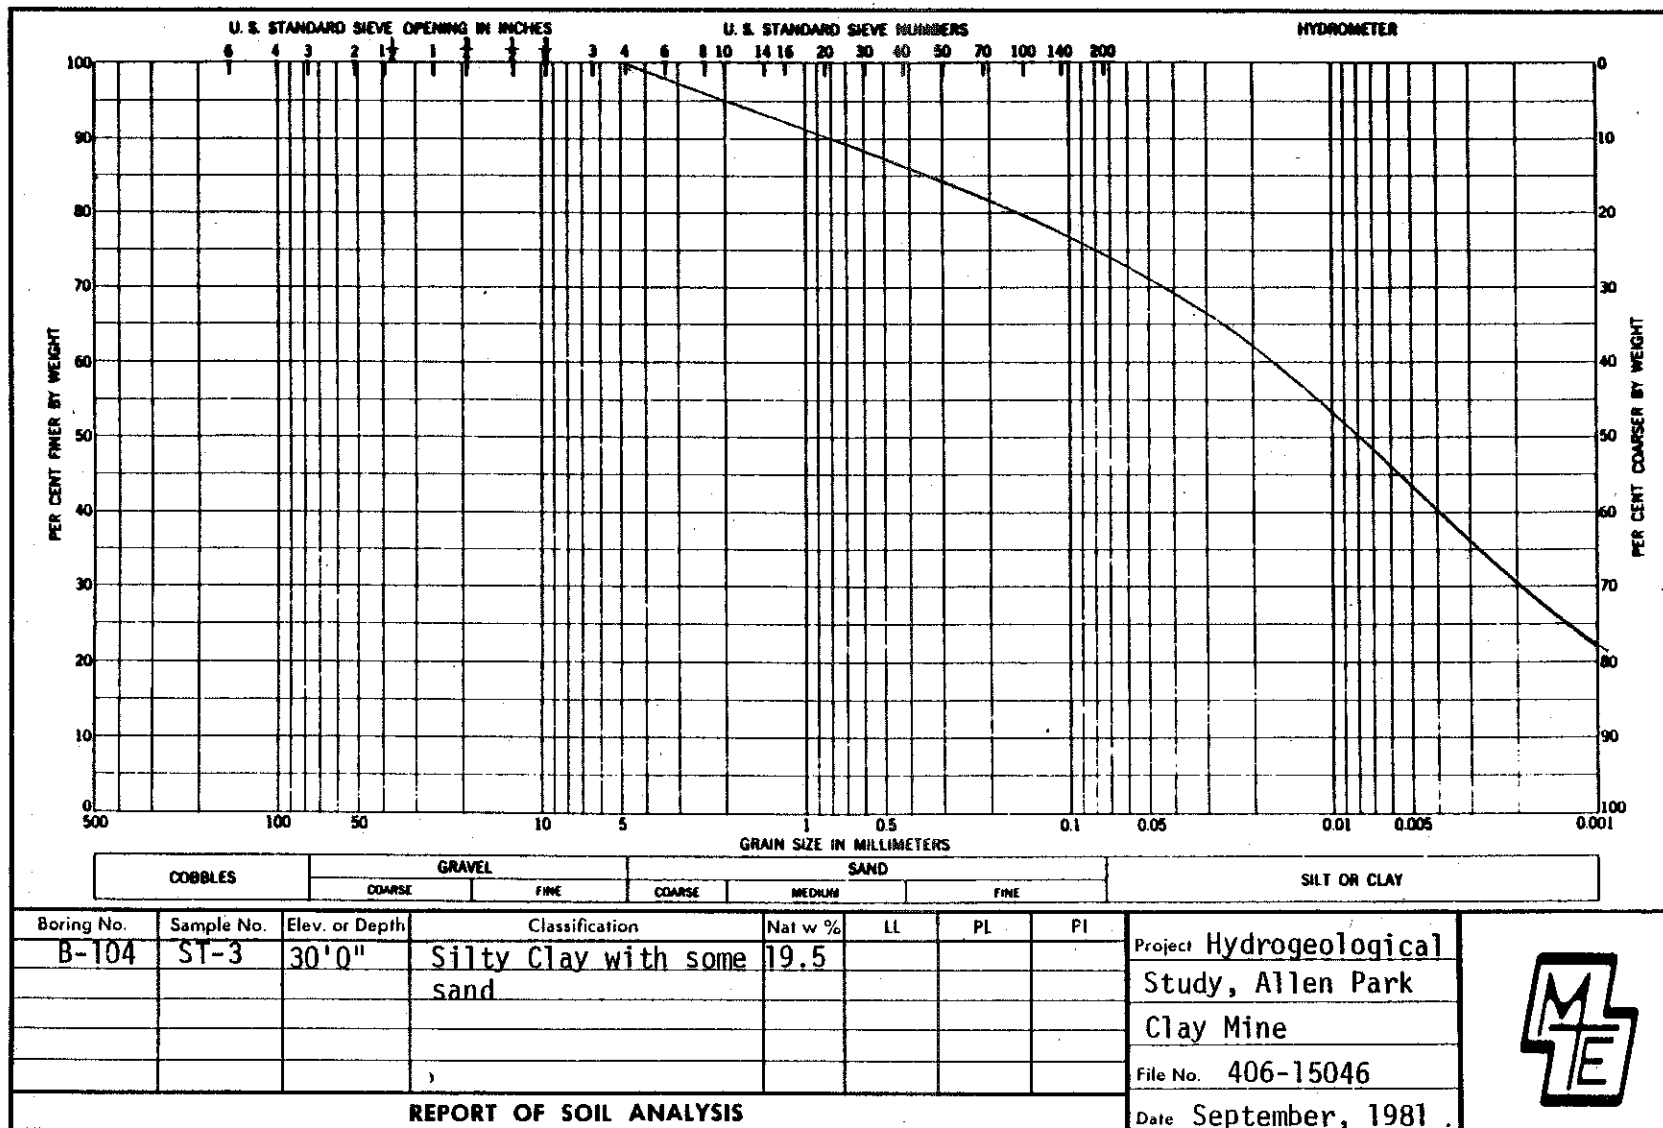 U. S. STANDARD SIEVE OPENING IN INCHES U. S. STANDARD SIEVE NUMBERS HYDROMETER
6 4 3 2 1½ 1 3 4 6 8 10 14 16 20 30 40 50 70 100 140 200
100 0
90 10
80 20
70 30
60 40
50 50
40 60
30 70
20 80
10 90
0 100
PER CENT FINER BY WEIGHT
PER CENT COARSER BY WEIGHT
500 100 50 10 5 1 0.5 0.1 0.05 0.01 0.005 0.001
GRAIN SIZE IN MILLIMETERS
COBBLES GRAVEL SAND SILT OR CLAY
COARSE FINE COARSE MEDIUM FINE
Boring No. Sample No. Elev. or Depth Classification Nat w % LL PL PI
B-104 ST-3 30'0" Silty Clay with some 19.5
sand
Project Hydrogeological
Study, Allen Park
Clay Mine
File No. 406-15046
Date September, 1981
REPORT OF SOIL ANALYSIS
MTE